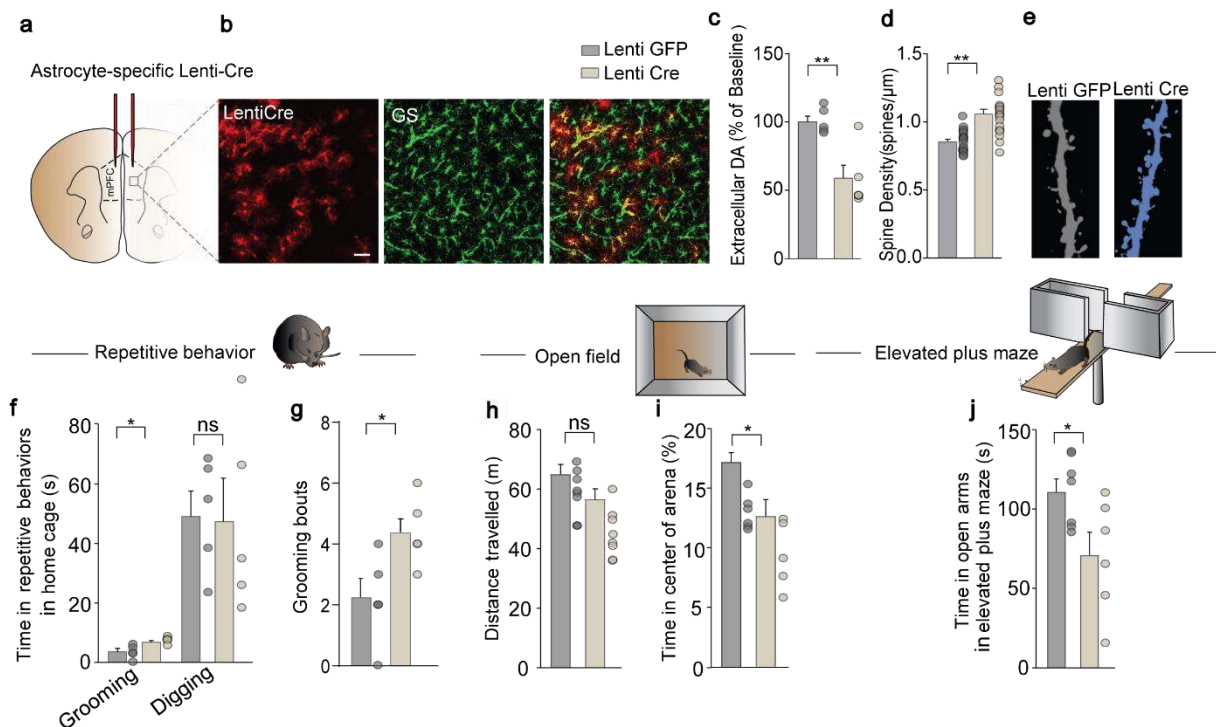 a
Astrocyte-specific Lenti-Cre
mPFC
b
LentiCre
GS
Lenti GFP
Lenti Cre
c
Extracellular DA (% of Baseline)
150
100
50
0
**
d
Spine Density(spines/μm)
1.5
1.0
0.5
0.0
**
e
Lenti GFP
Lenti Cre
Repetitive behavior
Open field
Elevated plus maze
f
Time in repetitive behaviors
in home cage (s)
80
60
40
20
0
*
ns
Grooming
Digging
g
Grooming bouts
8
6
4
2
0
*
h
Distance travelled (m)
80
60
40
20
0
ns
i
Time in center of arena (%)
20
15
10
5
0
*
j
Time in open arms
in elevated plus maze (s)
150
100
50
0
*